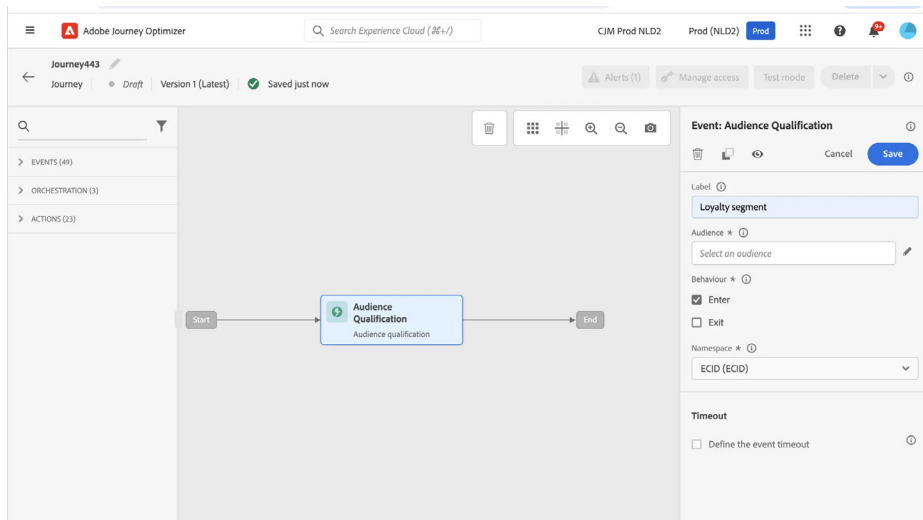 Adobe Journey Optimizer
Search Experience Cloud (⌘+/)
CJM Prod NLD2
Prod (NLD2)
Prod
9+
Journey443
Journey
Draft
Version 1 (Latest)
Saved just now
Alerts (1)
Manage access
Test mode
Delete
EVENTS (49)
ORCHESTRATION (3)
ACTIONS (23)
Start
Audience
Qualification
Audience qualification
End
Event: Audience Qualification
Cancel
Save
Label
Loyalty segment
Audience *
Select an audience
Behaviour *
Enter
Exit
Namespace *
ECID (ECID)
Timeout
Define the event timeout